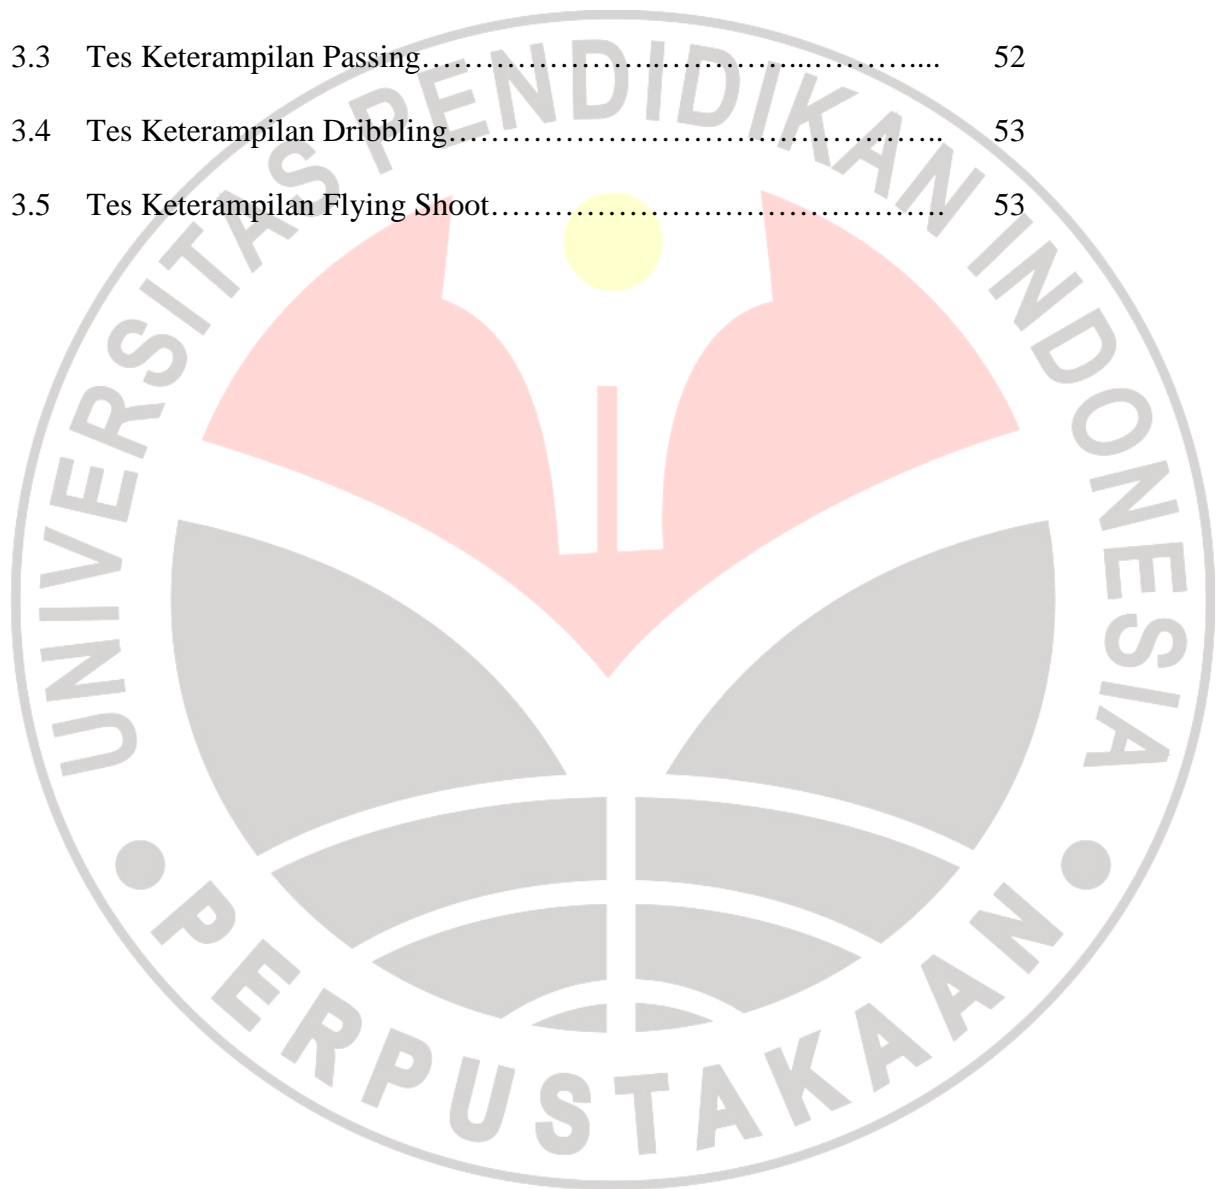 3.3 Tes Keterampilan Passing………………….……………..……….... 52
3.4 Tes Keterampilan Dribbling……………………………………….. 53
3.5 Tes Keterampilan Flying Shoot……………………………………. 53
UNIVERSITAS PENDIDIKAN INDONESIA
PERPUSTAKAAN